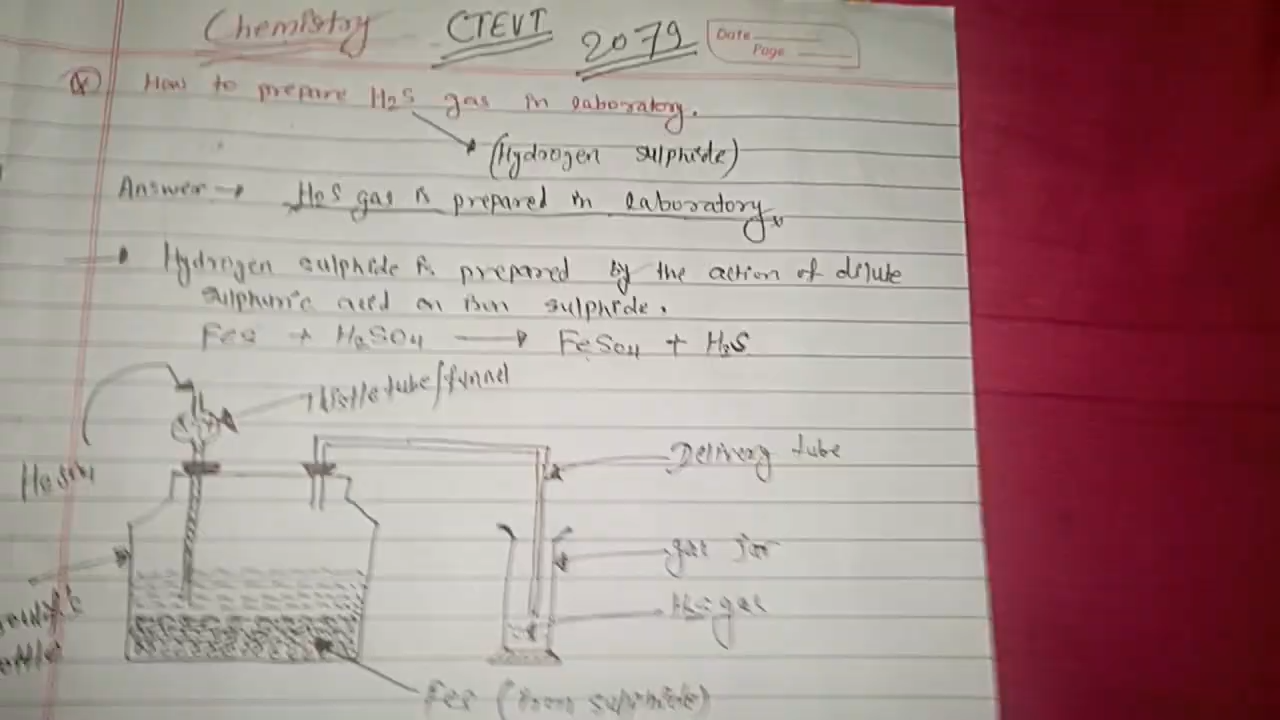 Chemistry CTEVT 2079
Date
Page
How to prepare H2S gas in laboratory.
(Hydrogen sulphide)
Answer → H2S gas is prepared in laboratory
Hydrogen sulphide is prepared by the action of dilute
sulphuric acid on iron sulphide.
Fes + H2SO4 → FeSO4 + H2S
Thistle tube/funnel
Delivery tube
H2SO4
gas Jar
H2S gas
Fes (iron sulphide)